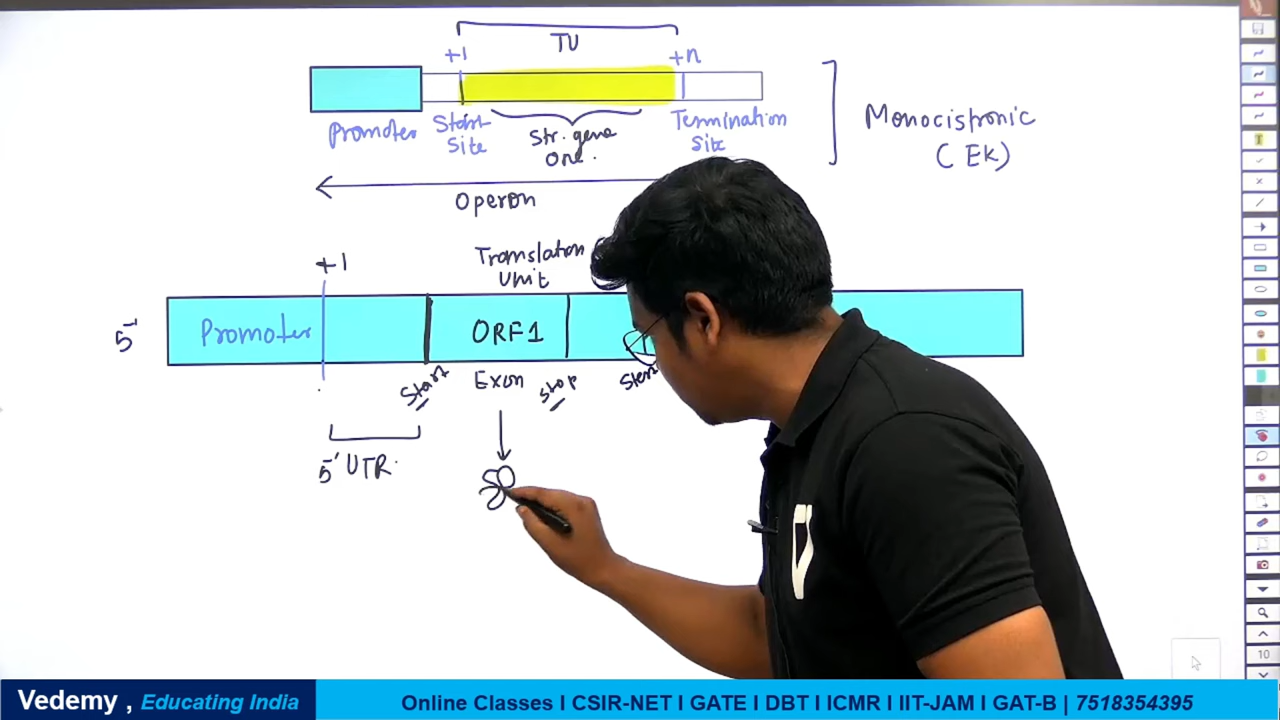 TU
+1
+n
Promoter
Start
Site
Str. gene
One.
Termination
Site
Monocistronic
(EK)
Operon
+1
Translation
Unit
5'
Promoter
ORF1
Start
Exon
Stop
5' UTR.
10
Vedemy , Educating India
Online Classes I CSIR-NET I GATE I DBT I ICMR I IIT-JAM I GAT-B | 7518354395